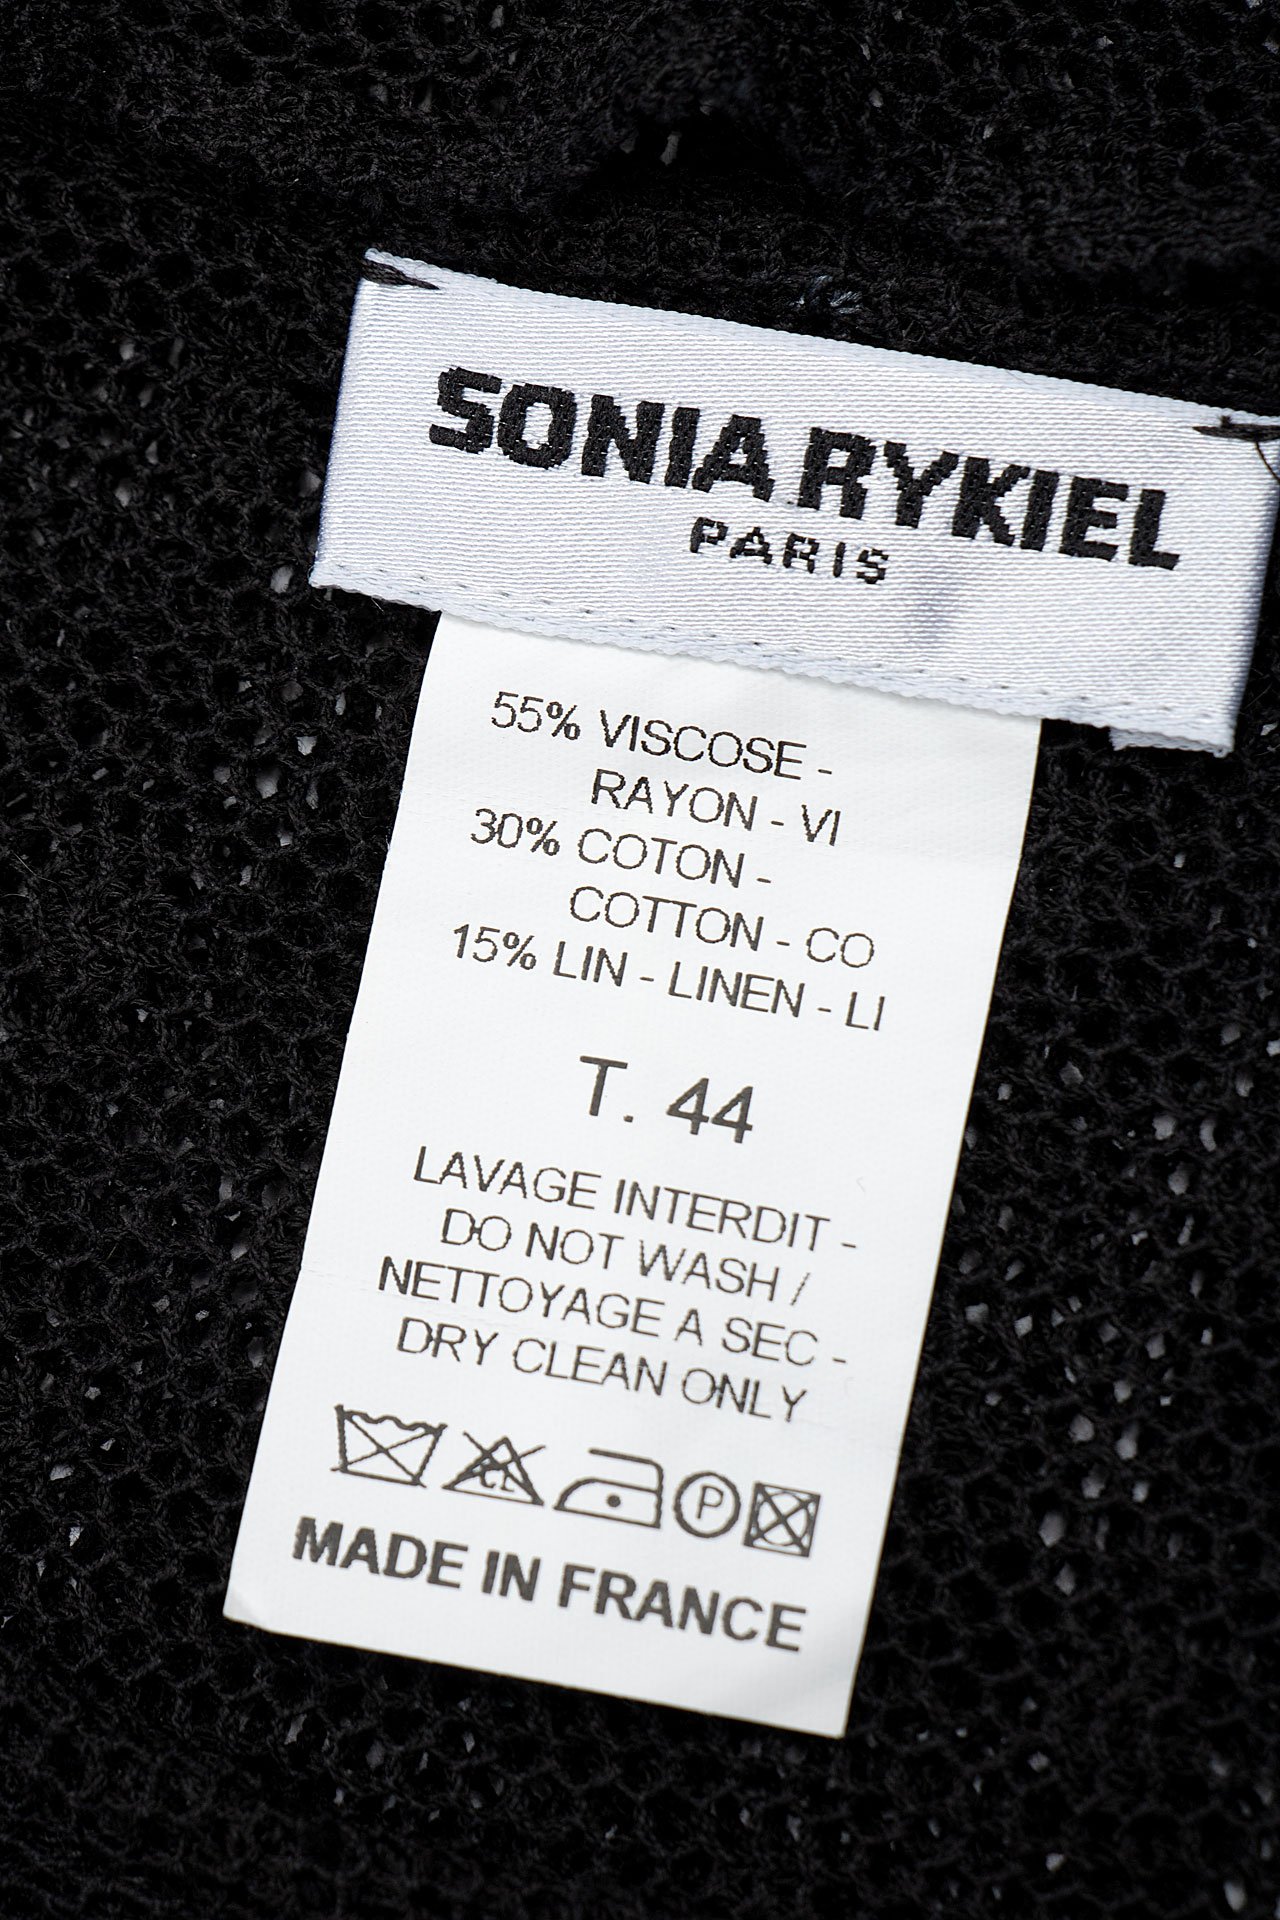 SONIA RYKIEL
PARIS
55% VISCOSE -
RAYON - VI
30% COTON -
COTTON - CO
15% LIN - LINEN - LI
T. 44
LAVAGE INTERDIT -
DO NOT WASH /
NETTOYAGE A SEC -
DRY CLEAN ONLY
CL P
MADE IN FRANCE